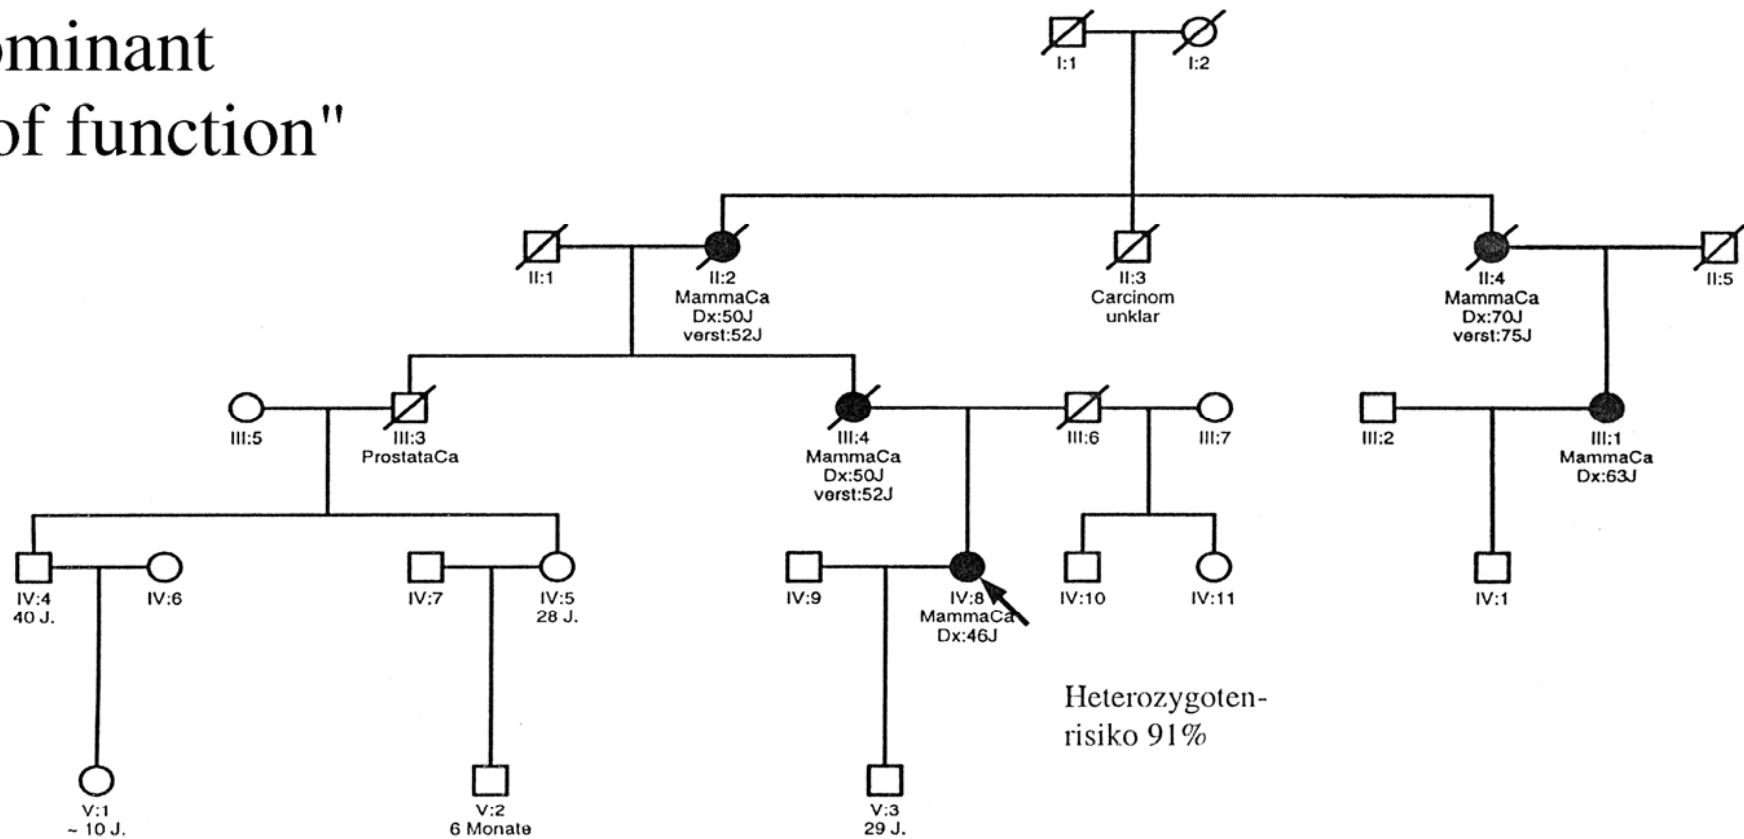 ominant
of function"
I:1
I:2
II:1
II:2
MammaCa
Dx:50J
verst:52J
II:3
Carcinom
unklar
II:4
MammaCa
Dx:70J
verst:75J
II:5
III:5
III:3
ProstataCa
III:4
MammaCa
Dx:50J
verst:52J
III:6
III:7
III:2
III:1
MammaCa
Dx:63J
IV:4
40 J.
IV:6
IV:7
IV:5
28 J.
IV:9
IV:8
MammaCa
Dx:46J
IV:10
IV:11
IV:1
Heterozygoten-
risiko 91%
V:1
~ 10 J.
V:2
6 Monate
V:3
29 J.